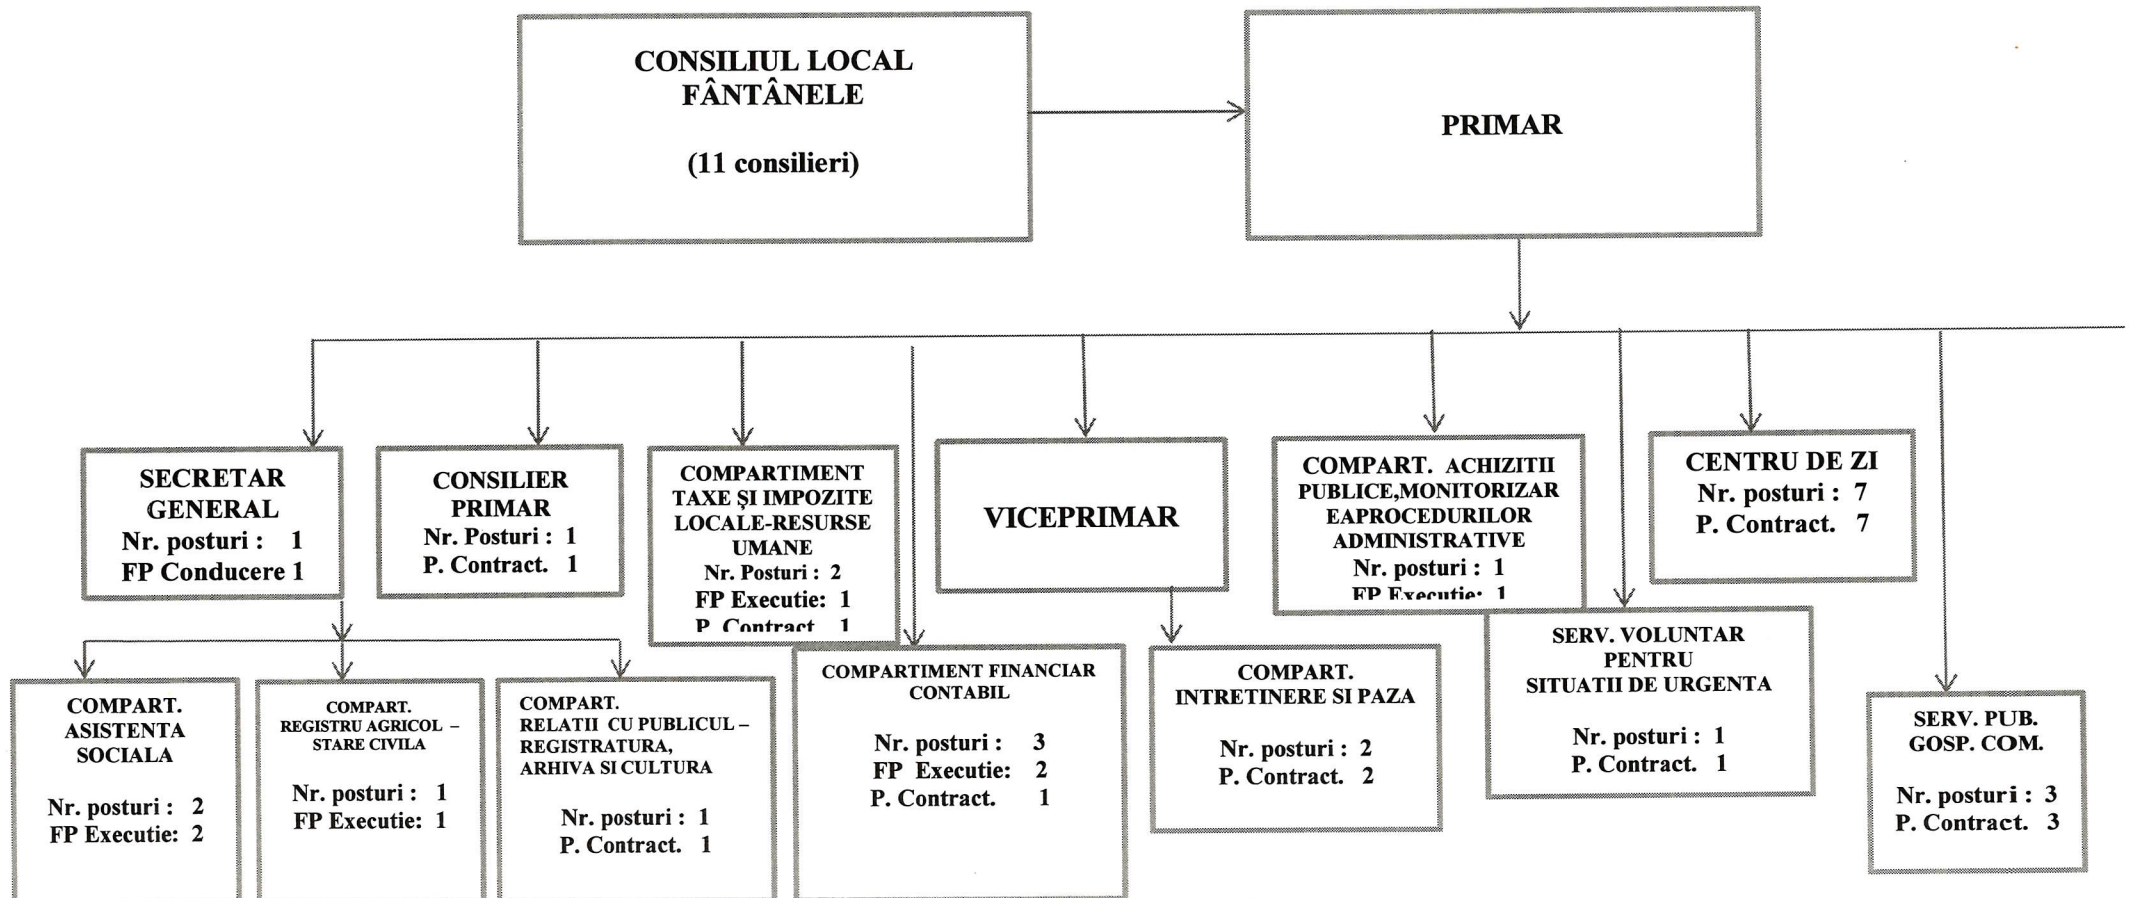 CONSILIUL LOCAL
FÂNTÂNELE
(11 consilieri)
PRIMAR
SECRETAR
GENERAL
Nr. posturi : 1
FP Conducere 1
CONSILIER
PRIMAR
Nr. Posturi : 1
P. Contract. 1
COMPARTIMENT
TAXE ȘI IMPOZITE
LOCALE-RESURSE
UMANE
Nr. Posturi : 2
FP Executie: 1
P. Contract. 1
VICEPRIMAR
COMPART. ACHIZITII
PUBLICE,MONITORIZAR
EAPROCEDURILOR
ADMINISTRATIVE
Nr. posturi : 1
FP Executie: 1
CENTRU DE ZI
Nr. posturi : 7
P. Contract. 7
COMPART.
ASISTENTA
SOCIALA
Nr. posturi : 2
FP Executie: 2
COMPART.
REGISTRU AGRICOL –
STARE CIVILA
Nr. posturi : 1
FP Executie: 1
COMPART.
RELATII CU PUBLICUL –
REGISTRATURA,
ARHIVA SI CULTURA
Nr. posturi : 1
P. Contract. 1
COMPARTIMENT FINANCIAR
CONTABIL
Nr. posturi : 3
FP Executie: 2
P. Contract. 1
COMPART.
INTRETINERE SI PAZA
Nr. posturi : 2
P. Contract. 2
SERV. VOLUNTAR
PENTRU
SITUATII DE URGENTA
Nr. posturi : 1
P. Contract. 1
SERV. PUB.
GOSP. COM.
Nr. posturi : 3
P. Contract. 3